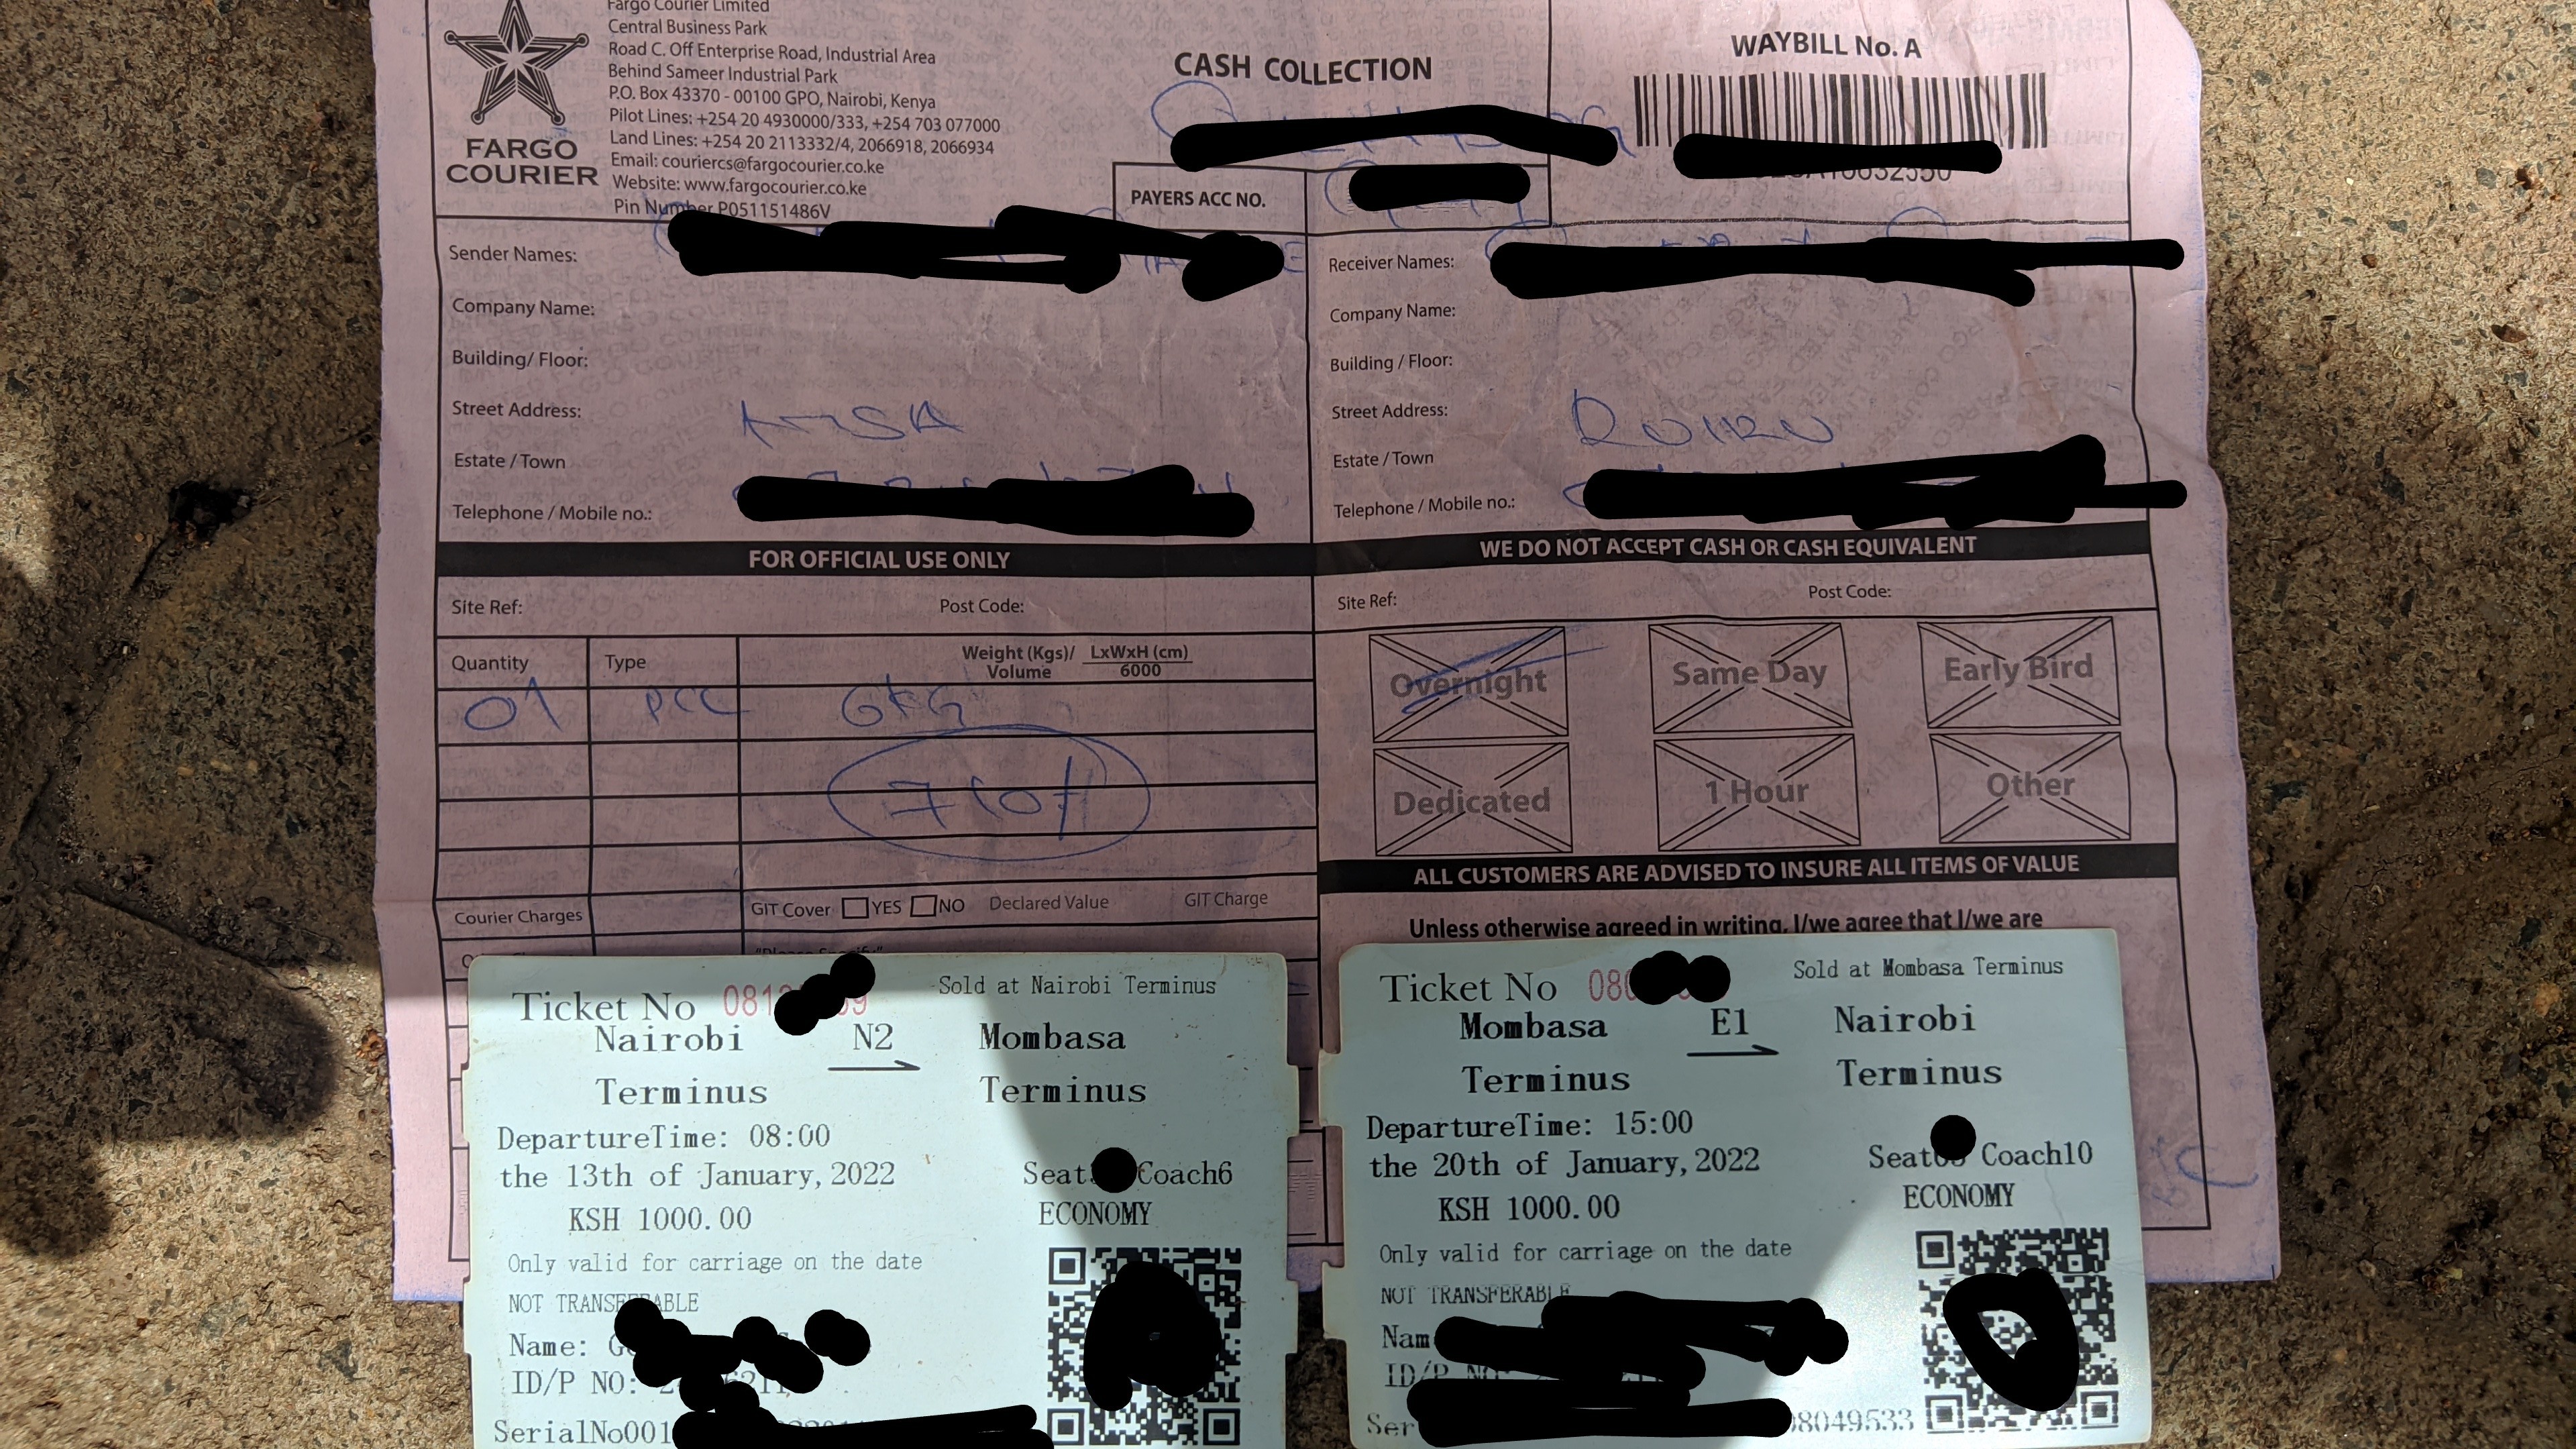 Fargo Courier Limited
Central Business Park
Road C. Off Enterprise Road, Industrial Area
Behind Sameer Industrial Park
P.O. Box 43370 - 00100 GPO, Nairobi, Kenya
Pilot Lines: +254 20 4930000/333, +254 703 077000
Land Lines: +254 20 2113332/4, 2066918, 2066934
Email: couriercs@fargocourier.co.ke
Website: www.fargocourier.co.ke
Pin Number P051151486V
FARGO
COURIER
CASH COLLECTION
PAYERS ACC NO.
WAYBILL No. A
Sender Names:
Company Name:
Building/ Floor:
Street Address: MSA
Estate / Town
Telephone / Mobile no.:
Receiver Names:
Company Name:
Building / Floor:
Street Address:
Estate / Town
Telephone / Mobile no.:
FOR OFFICIAL USE ONLY
WE DO NOT ACCEPT CASH OR CASH EQUIVALENT
Site Ref: Post Code:
Site Ref: Post Code:
Quantity Type Weight (Kgs)/ Volume LxWxH (cm) 6000
01 PCC 6KG
Overnight Same Day Early Bird
Dedicated 1 Hour Other
ALL CUSTOMERS ARE ADVISED TO INSURE ALL ITEMS OF VALUE
Courier Charges GIT Cover YES NO Declared Value GIT Charge
Unless otherwise agreed in writing, I/we agree that I/we are
"Please Specify"
Ticket No Sold at Nairobi Terminus
Nairobi N2 Mombasa
Terminus Terminus
DepartureTime: 08:00
the 13th of January, 2022 Seat Coach6
KSH 1000.00 ECONOMY
Only valid for carriage on the date
NOT TRANSFERABLE
Name:
ID/P NO:
SerialNo001
Ticket No Sold at Mombasa Terminus
Mombasa E1 Nairobi
Terminus Terminus
DepartureTime: 15:00
the 20th of January, 2022 Seat Coach10
KSH 1000.00 ECONOMY
Only valid for carriage on the date
NOT TRANSFERABLE
ID/P NO:
08049533